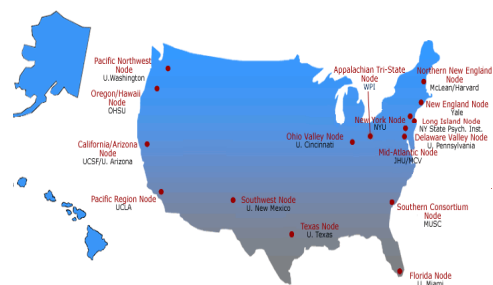 Pacific Northwest
Node
U.Washington
Oregon/Hawaii
Node
OHSU
California/Arizona
Node
UCSF/U. Arizona
Pacific Region Node
UCLA
Southwest Node
U. New Mexico
Texas Node
U. Texas
Ohio Valley Node
U. Cincinnati
Appalachian Tri-State
Node
WPI
Northern New England
Node
McLean/Harvard
New England Node
Yale
New York Node
NYU
Long Island Node
NY State Psych. Inst.
Delaware Valley Node
U. Pennsylvania
Mid-Atlantic Node
JHU/MCV
Southern Consortium
Node
MUSC
Florida Node
U. Miami